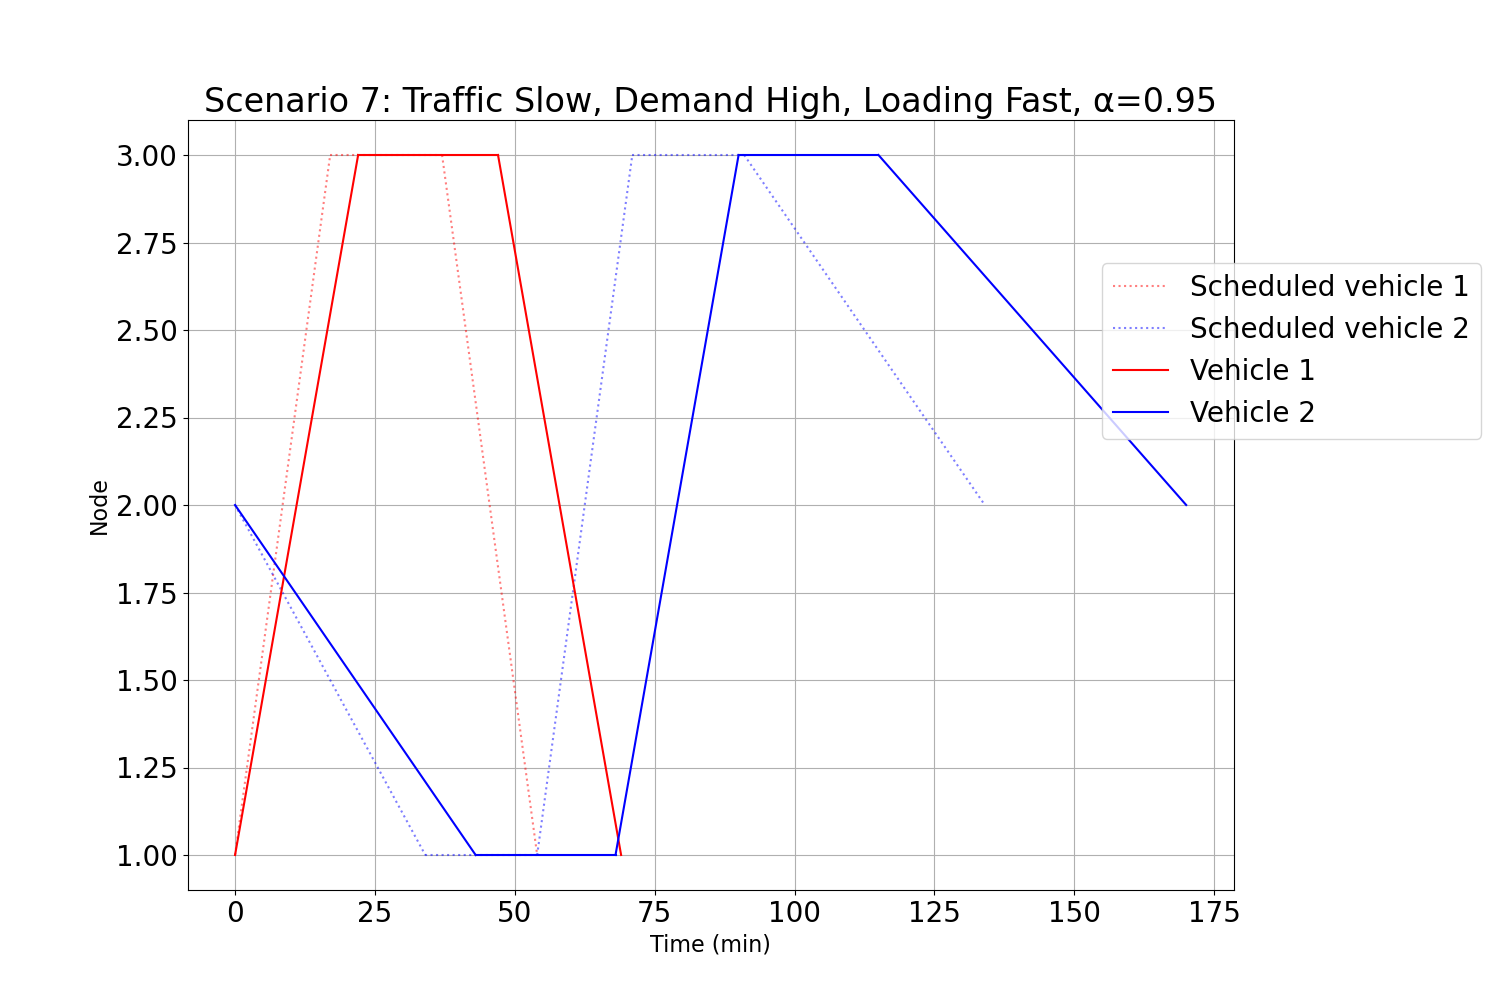 Scenario 7: Traffic Slow, Demand High, Loading Fast, α=0.95
3.00
2.75
2.50
2.25
2.00
1.75
1.50
1.25
1.00
Node
0 25 50 75 100 125 150 175
Time (min)
Scheduled vehicle 1
Scheduled vehicle 2
Vehicle 1
Vehicle 2